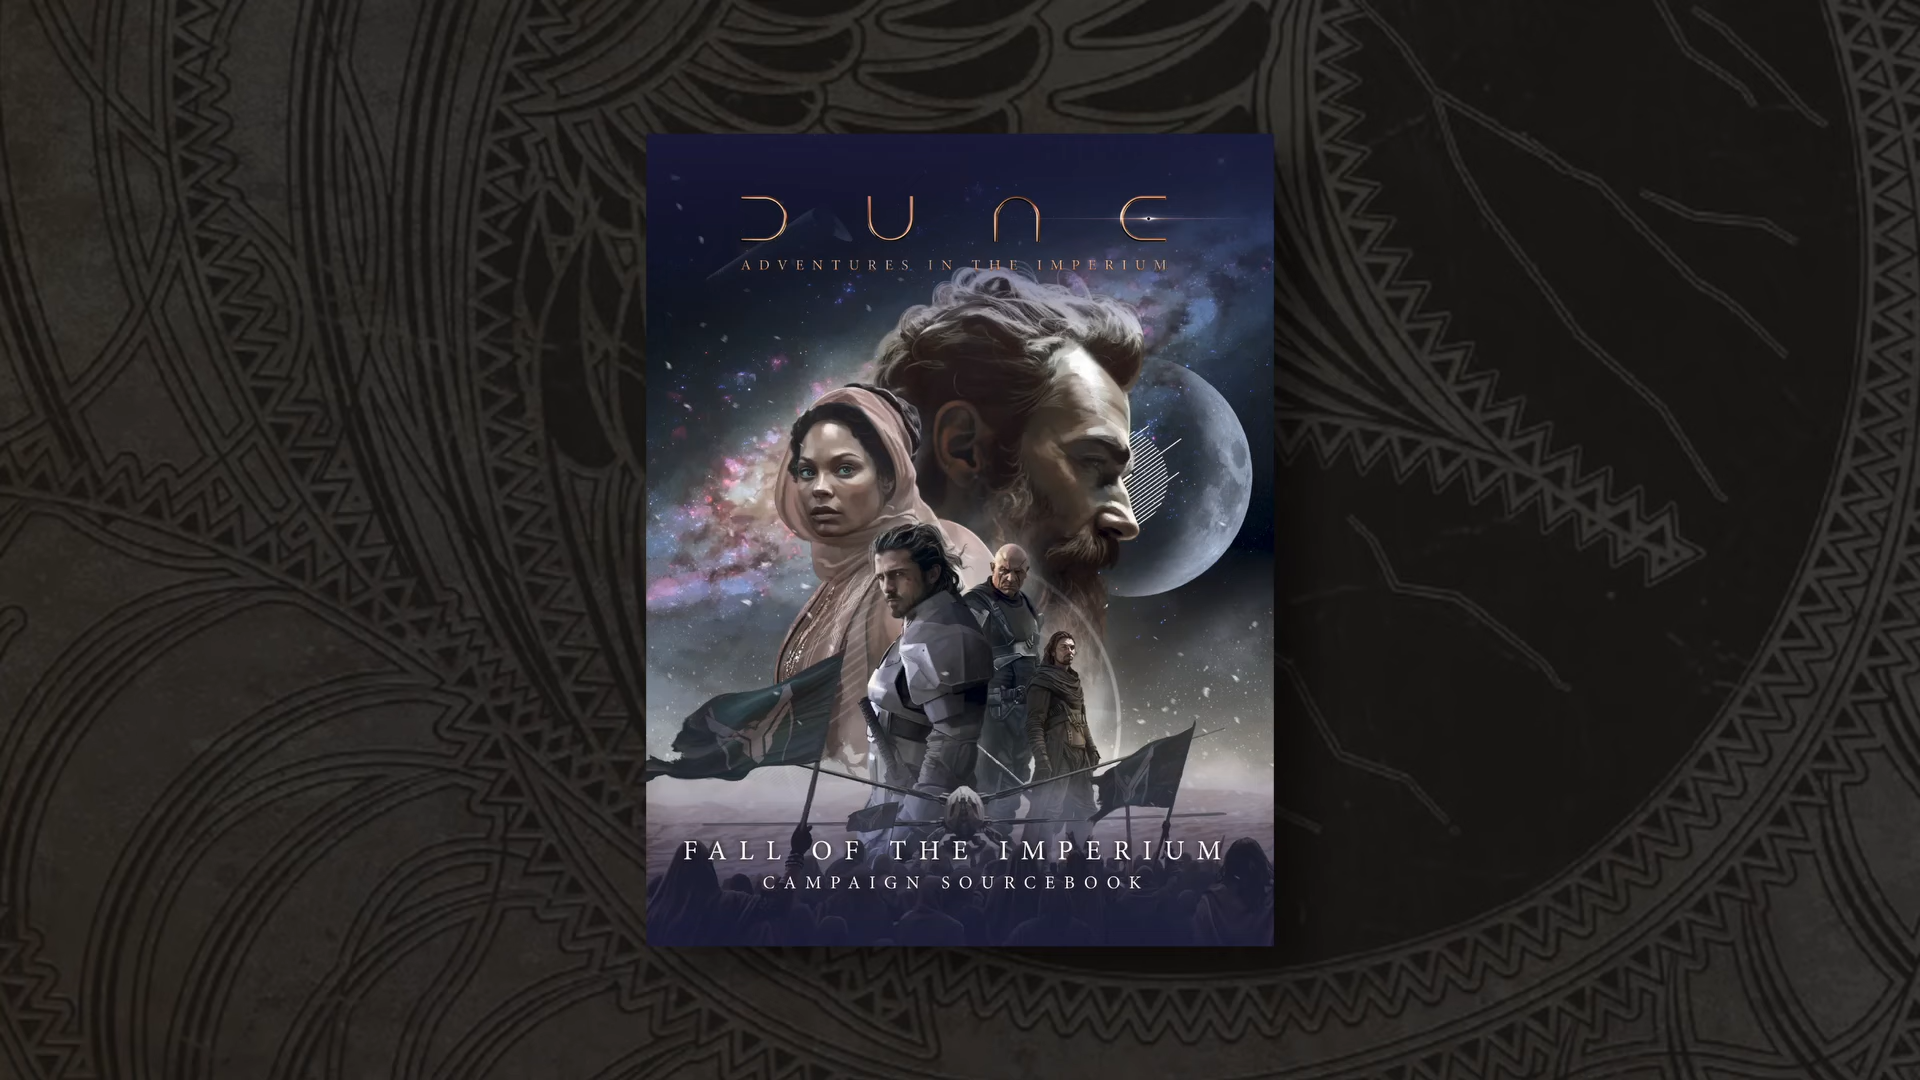 DUNE
ADVENTURES IN THE IMPERIUM
FALL OF THE IMPERIUM
CAMPAIGN SOURCEBOOK